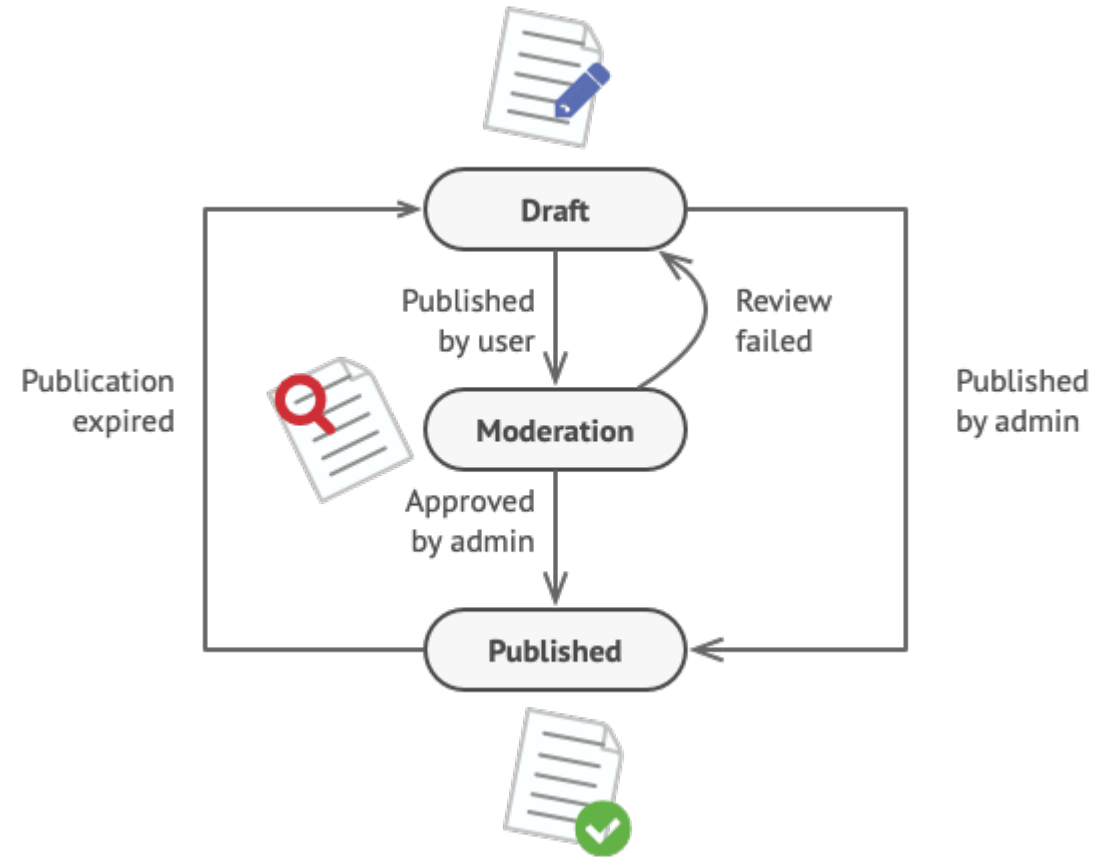 Draft
Published
by user
Review
failed
Publication
expired
Published
by admin
Moderation
Approved
by admin
Published